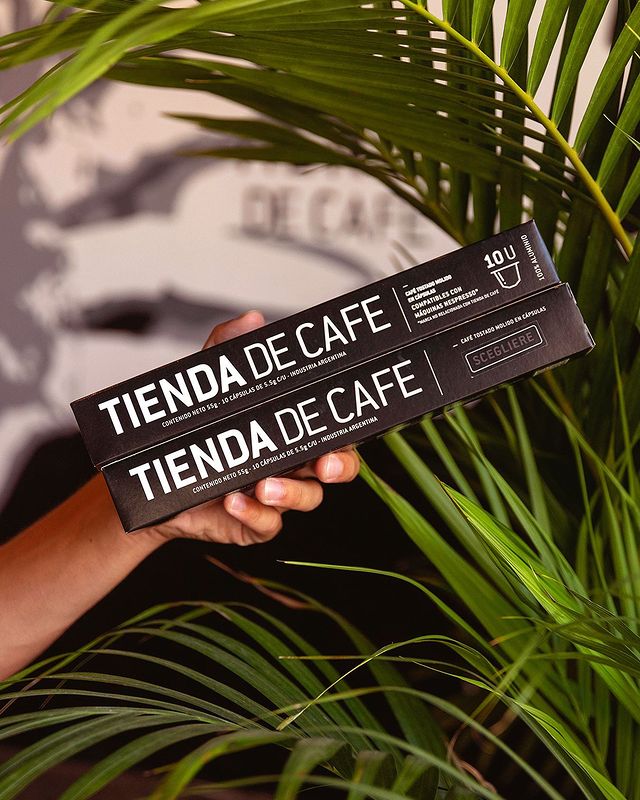 DE CAFE
TIENDA DE CAFE
CONTENIDO NETO 55g - 10 CÁPSULAS DE 5.5g C/U - INDUSTRIA ARGENTINA
CAFÉ TOSTADO MOLIDO
EN CÁPSULAS
COMPATIBLES CON
MÁQUINAS NESPRESSO*
*MARCA NO RELACIONADA CON TIENDA DE CAFÉ
10U
100% ALUMINIO
TIENDA DE CAFE
CONTENIDO NETO 55g - 10 CÁPSULAS DE 5.5g C/U - INDUSTRIA ARGENTINA
CAFÉ TOSTADO MOLIDO EN CÁPSULAS
SCEGLIERE